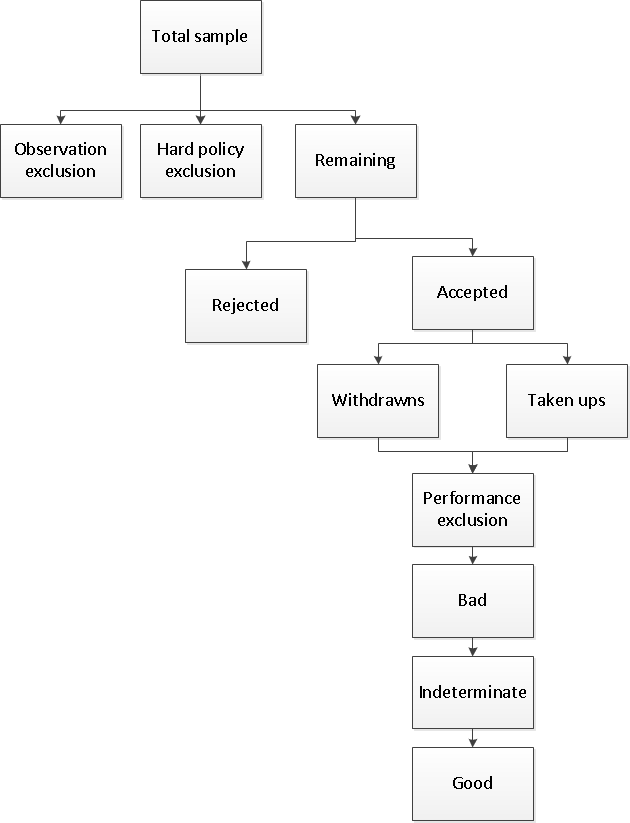 Total sample
Observation
exclusion
Hard policy
exclusion
Remaining
Rejected
Accepted
Withdrawns
Taken ups
Performance
exclusion
Bad
Indeterminate
Good